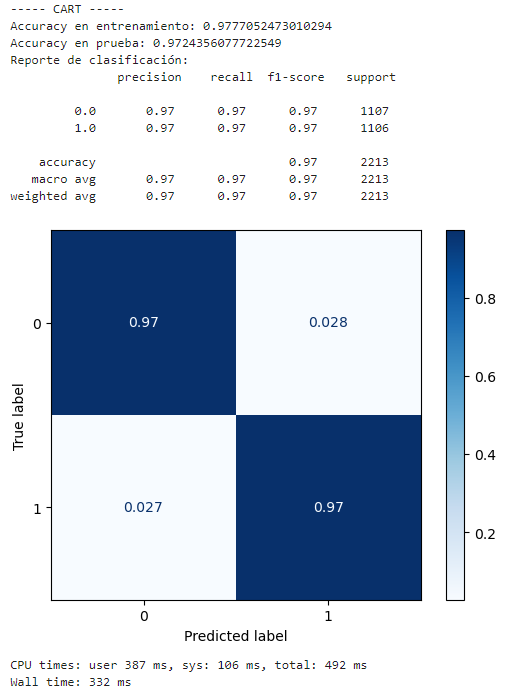 ----- CART -----
Accuracy en entrenamiento: 0.9777052473010294
Accuracy en prueba: 0.9724356077722549
Reporte de clasificación:
precision recall f1-score support
0.0 0.97 0.97 0.97 1107
1.0 0.97 0.97 0.97 1106
accuracy 0.97 2213
macro avg 0.97 0.97 0.97 2213
weighted avg 0.97 0.97 0.97 2213
0.97 0.028
0.027 0.97
0
1
True label
0 1
Predicted label
0.8
0.6
0.4
0.2
CPU times: user 387 ms, sys: 106 ms, total: 492 ms
Wall time: 332 ms